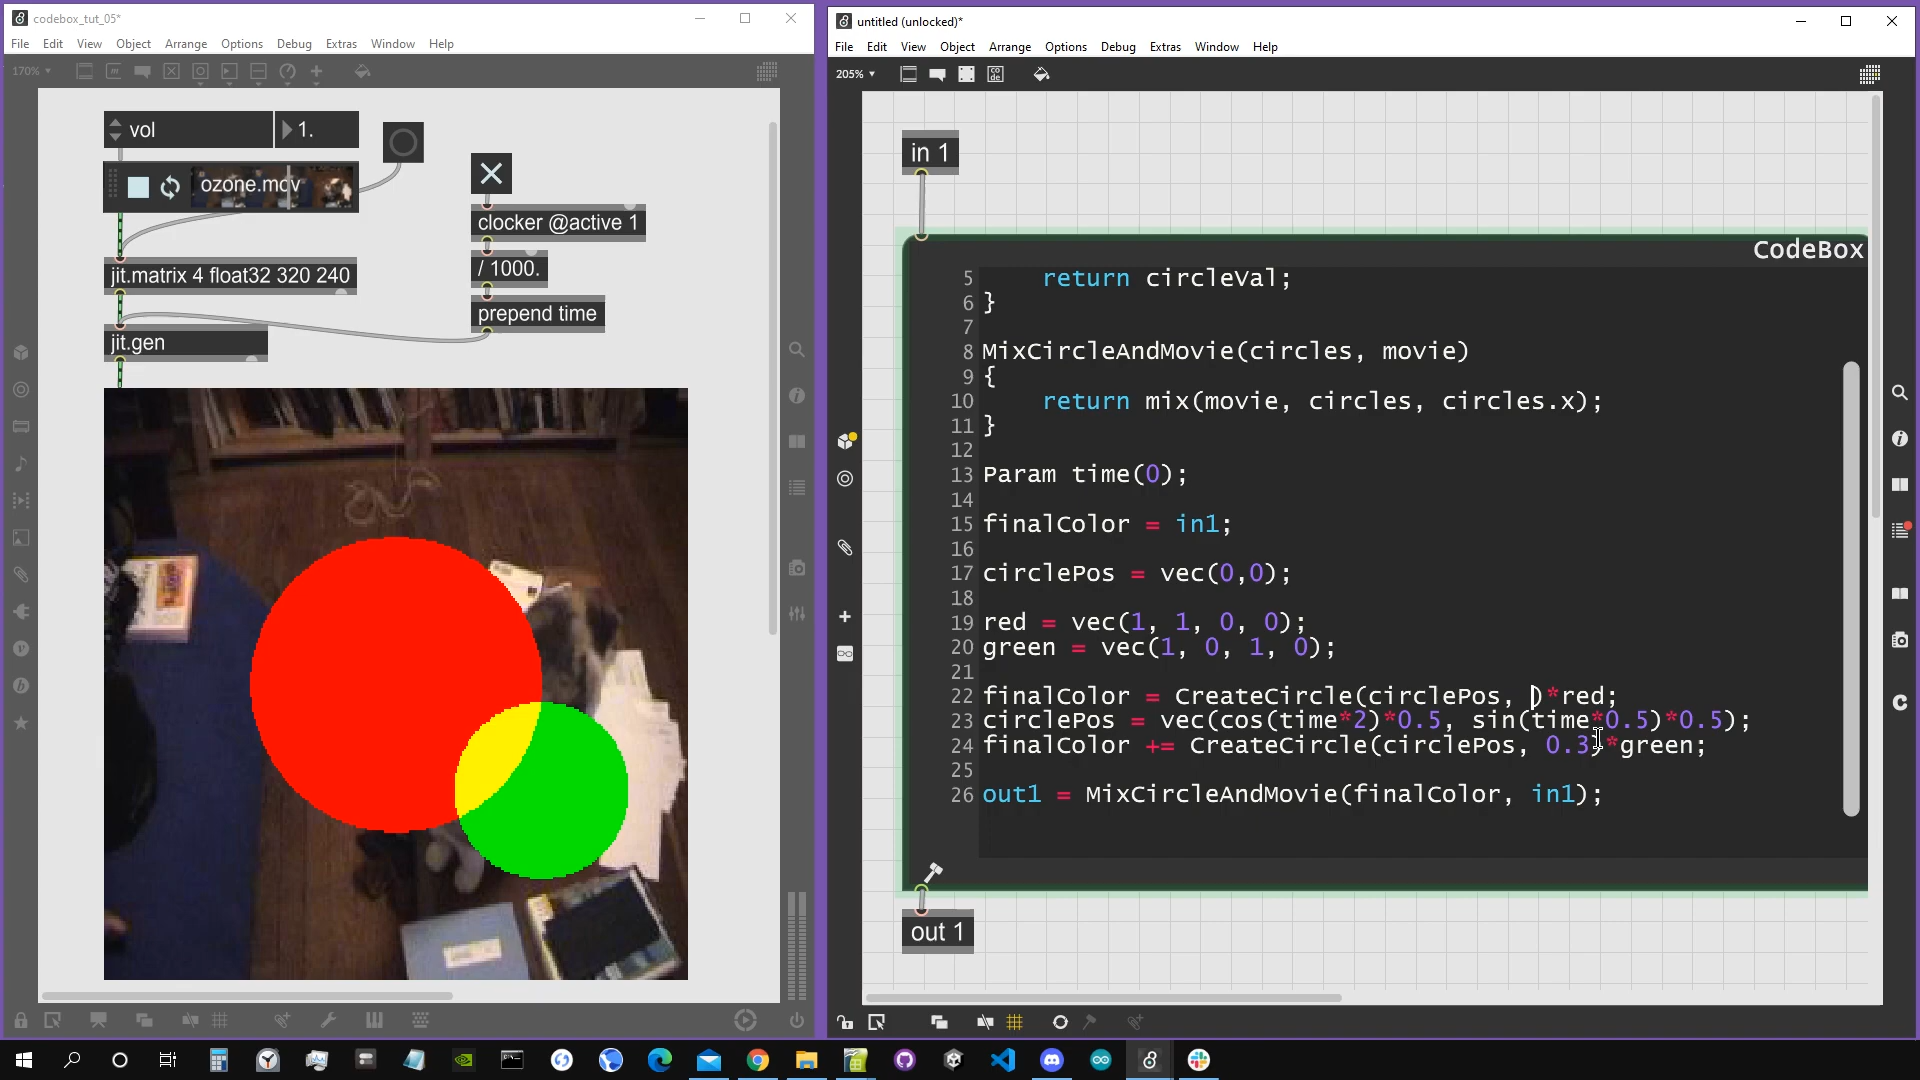 codebox_tut_05*
File Edit View Object Arrange Options Debug Extras Window Help
170%
vol
1.
ozone.mov
clocker @active 1
/ 1000.
prepend time
jit.matrix 4 float32 320 240
jit.gen
untitled (unlocked)*
File Edit View Object Arrange Options Debug Extras Window Help
205%
in 1
CodeBox
5 return circleVal;
6 }
7
8 MixCircleAndMovie(circles, movie)
9 {
10 return mix(movie, circles, circles.x);
11 }
12
13 Param time(0);
14
15 finalColor = in1;
16
17 circlePos = vec(0,0);
18
19 red = vec(1, 1, 0, 0);
20 green = vec(1, 0, 1, 0);
21
22 finalColor = CreateCircle(circlePos, )*red;
23 circlePos = vec(cos(time*2)*0.5, sin(time*0.5)*0.5);
24 finalColor += CreateCircle(circlePos, 0.3)*green;
25
26 out1 = MixCircleAndMovie(finalColor, in1);
out 1